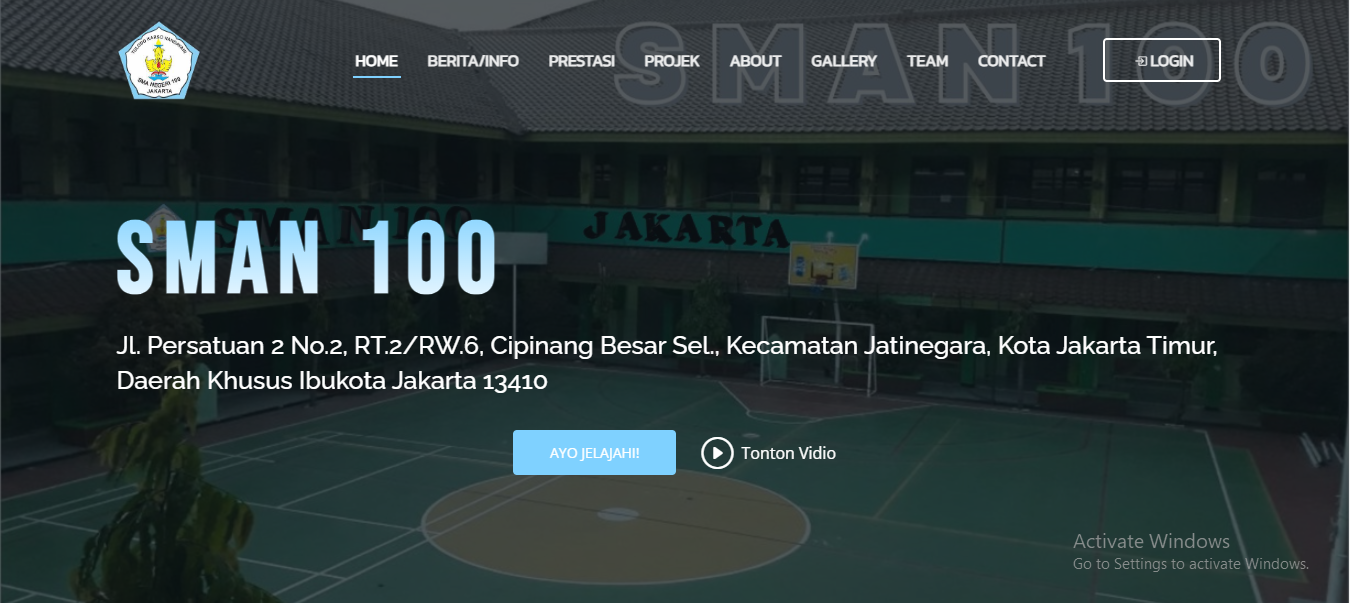 SMAN 100
TULODO KARSO HANDAYANI
SMA NEGERI 100
JAKARTA
HOME
BERITA/INFO
PRESTASI
PROJEK
ABOUT
GALLERY
TEAM
CONTACT
LOGIN
SMAN 100
JAKARTA
SMAN 100
Jl. Persatuan 2 No.2, RT.2/RW.6, Cipinang Besar Sel., Kecamatan Jatinegara, Kota Jakarta Timur,
Daerah Khusus Ibukota Jakarta 13410
AYO JELAJAHI!
Tonton Vidio
Activate Windows
Go to Settings to activate Windows.